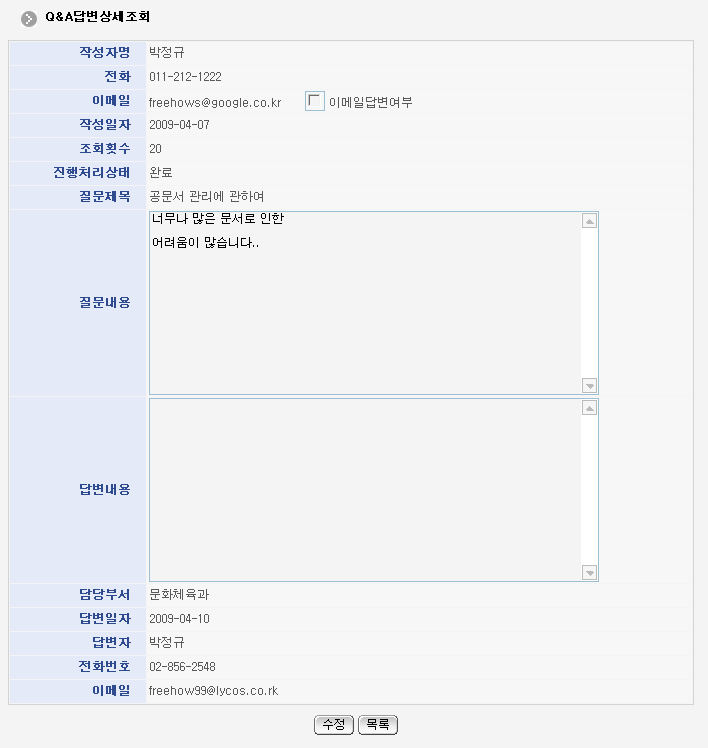 Q&A답변상세조회
작성자명 박정규
전화 011-212-1222
이메일 freehows@google.co.kr 이메일답변여부
작성일자 2009-04-07
조회횟수 20
진행처리상태 완료
질문제목 공문서 관리에 관하여
질문내용 너무나 많은 문서로 인한
어려움이 많습니다..
답변내용
담당부서 문화체육과
답변일자 2009-04-10
답변자 박정규
전화번호 02-856-2548
이메일 freehow99@lycos.co.rk
수정 목록